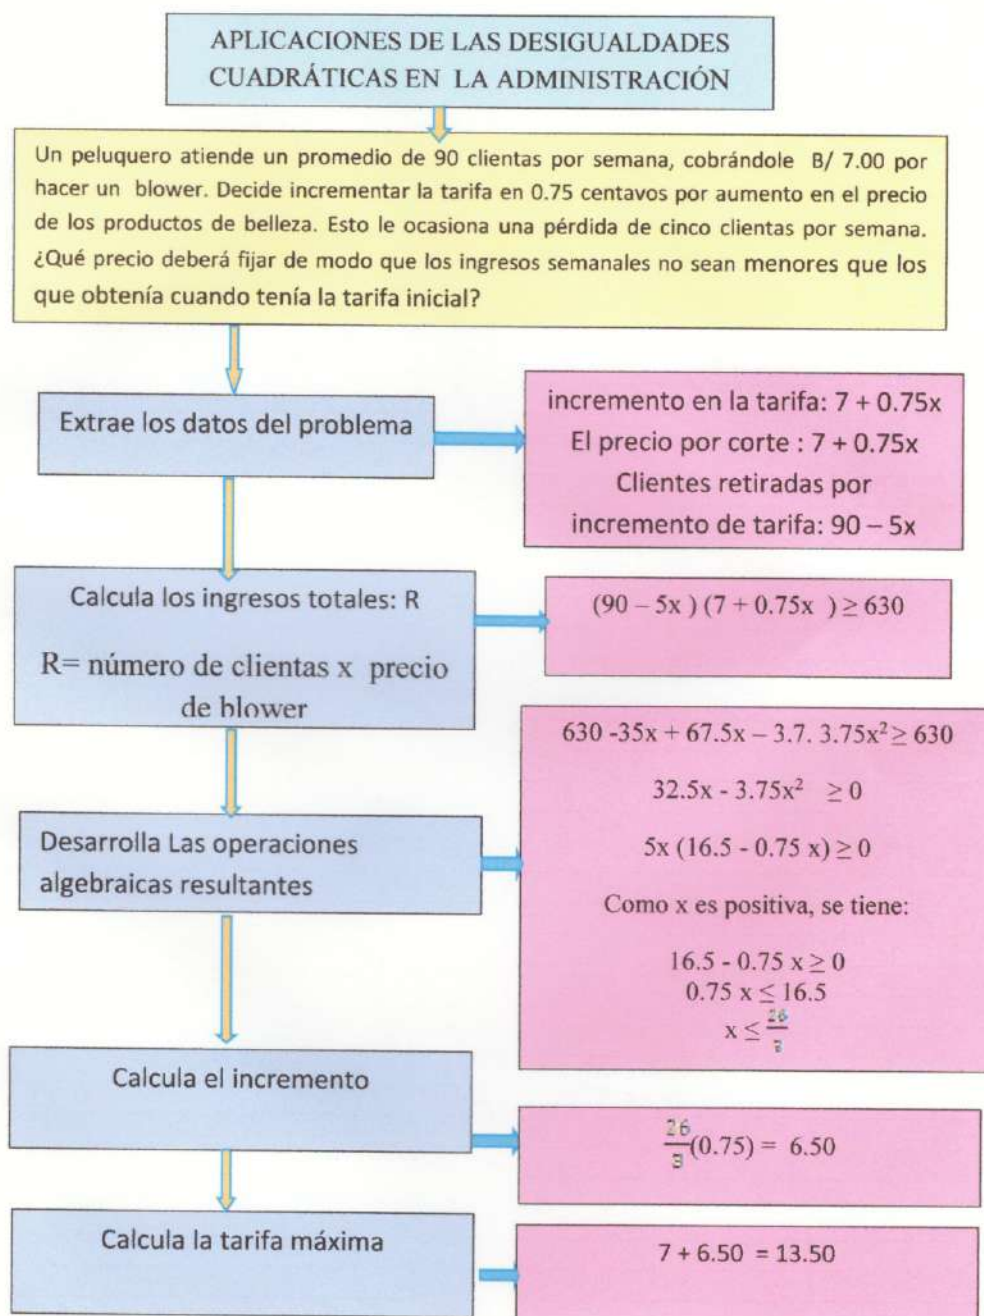 APLICACIONES DE LAS DESIGUALDADES
CUADRÁTICAS EN LA ADMINISTRACIÓN
Un peluquero atiende un promedio de 90 clientas por semana, cobrándole B/ 7.00 por
hacer un blower. Decide incrementar la tarifa en 0.75 centavos por aumento en el precio
de los productos de belleza. Esto le ocasiona una pérdida de cinco clientas por semana.
¿Qué precio deberá fijar de modo que los ingresos semanales no sean menores que los
que obtenía cuando tenía la tarifa inicial?
Extrae los datos del problema
incremento en la tarifa: 7 + 0.75x
El precio por corte : 7 + 0.75x
Clientes retiradas por
incremento de tarifa: 90 – 5x
Calcula los ingresos totales: R
R= número de clientas x precio
de blower
(90 – 5x ) (7 + 0.75x ) ≥ 630
Desarrolla Las operaciones
algebraicas resultantes
630 -35x + 67.5x – 3.7. 3.75x² ≥ 630
32.5x - 3.75x² ≥ 0
5x (16.5 - 0.75 x) ≥ 0
Como x es positiva, se tiene:
16.5 - 0.75 x ≥ 0
0.75 x ≤ 16.5
x ≤ 26/3
Calcula el incremento
26/3 (0.75) = 6.50
Calcula la tarifa máxima
7 + 6.50 = 13.50